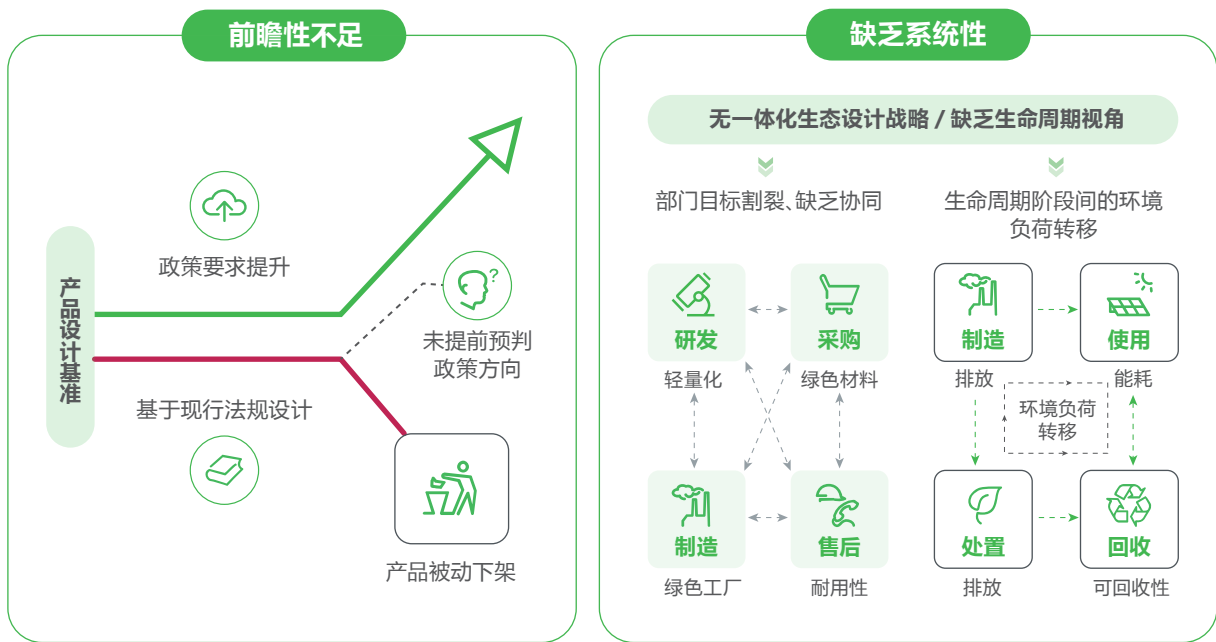 前瞻性不足
产品设计基准
政策要求提升
?
未提前预判
政策方向
基于现行法规设计
产品被动下架
缺乏系统性
无一体化生态设计战略 / 缺乏生命周期视角
部门目标割裂、缺乏协同
研发
轻量化
采购
绿色材料
制造
绿色工厂
售后
耐用性
生命周期阶段间的环境
负荷转移
制造
排放
使用
能耗
环境负荷
转移
处置
排放
回收
可回收性